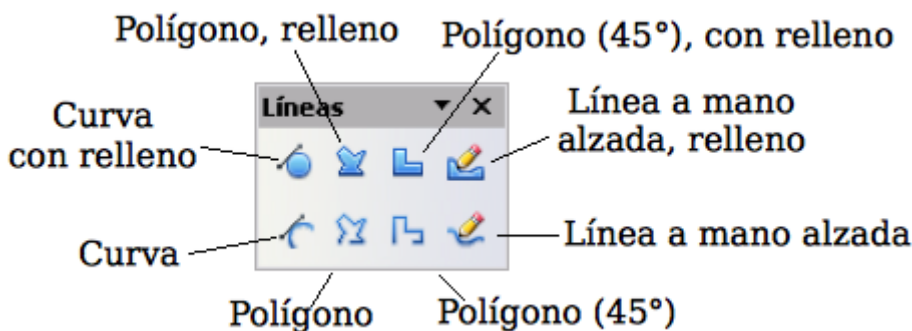 Polígono, relleno
Polígono (45°), con relleno
Líneas
Curva
con relleno
Línea a mano
alzada, relleno
Curva
Línea a mano alzada
Polígono
Polígono (45°)